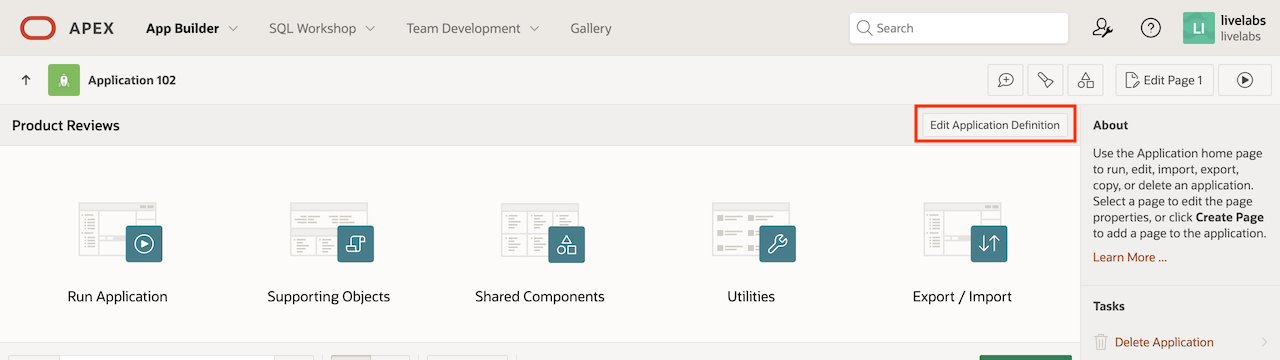 APEX App Builder SQL Workshop Team Development Gallery Search LI livelabs
livelabs
Application 102 Edit Page 1
Product Reviews Edit Application Definition About
Use the Application home page
to run, edit, import, export,
copy, or delete an application.
Select a page to edit the page
properties, or click Create Page
to add a page to the application.
Learn More ...
Run Application Supporting Objects Shared Components Utilities Export / Import
Tasks
Delete Application